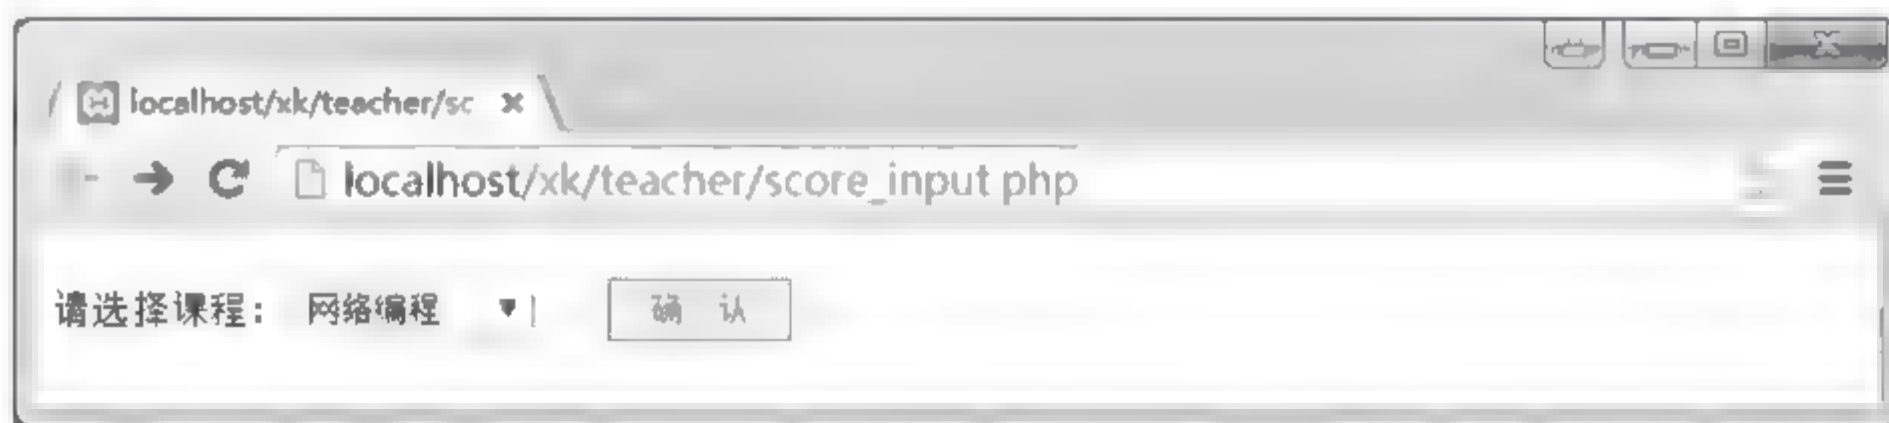 localhost/xk/teacher/sc
localhost/xk/teacher/score_input php
请选择课程： 网络编程 确 认